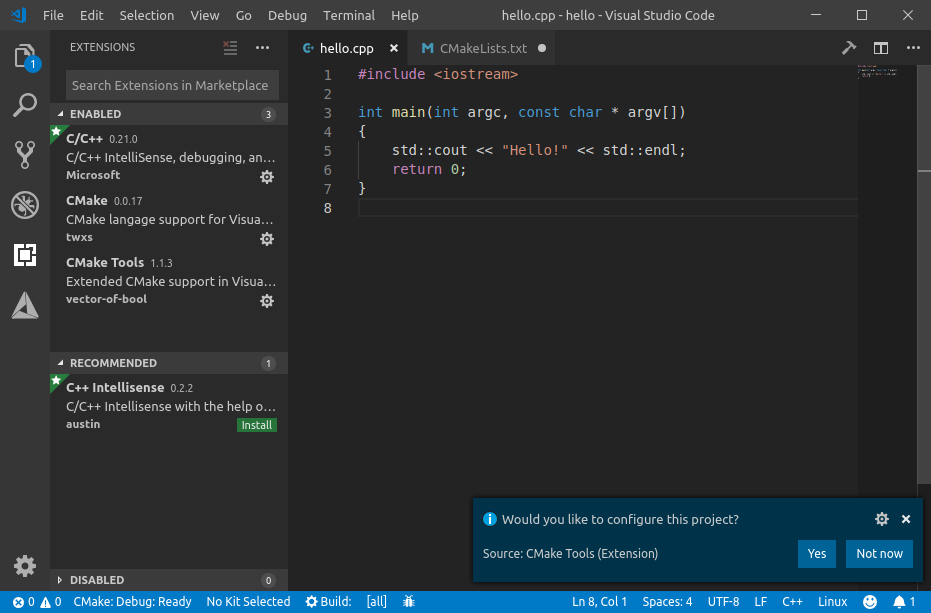 File Edit Selection View Go Debug Terminal Help hello.cpp - hello - Visual Studio Code
EXTENSIONS
hello.cpp
CMakeLists.txt
1
Search Extensions in Marketplace
ENABLED 3
C/C++ 0.21.0
C/C++ IntelliSense, debugging, an...
Microsoft
CMake 0.0.17
CMake langage support for Visua...
twxs
CMake Tools 1.1.3
Extended CMake support in Visua...
vector-of-bool
RECOMMENDED 1
C++ Intellisense 0.2.2
C/C++ Intellisense with the help o...
austin
Install
DISABLED 0
1 #include <iostream>
2
3 int main(int argc, const char * argv[])
4 {
5 std::cout << "Hello!" << std::endl;
6 return 0;
7 }
8
Would you like to configure this project?
Source: CMake Tools (Extension) Yes Not now
0 0 CMake: Debug: Ready No Kit Selected Build: [all] Ln 8, Col 1 Spaces: 4 UTF-8 LF C++ Linux 1